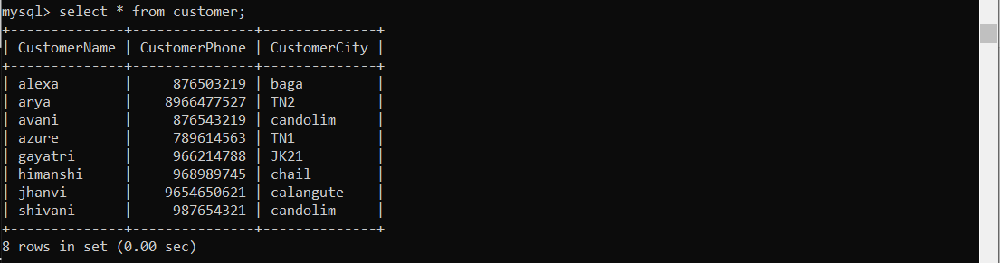 mysql> select * from customer;
+--------------+---------------+--------------+
| CustomerName | CustomerPhone | CustomerCity |
+--------------+---------------+--------------+
| alexa        |     876503219 | baga         |
| arya         |    8966477527 | TN2          |
| avani        |     876543219 | candolim     |
| azure        |     789614563 | TN1          |
| gayatri      |     966214788 | JK21         |
| himanshi     |     968989745 | chail        |
| jhanvi       |    9654650621 | calangute    |
| shivani      |     987654321 | candolim     |
+--------------+---------------+--------------+
8 rows in set (0.00 sec)